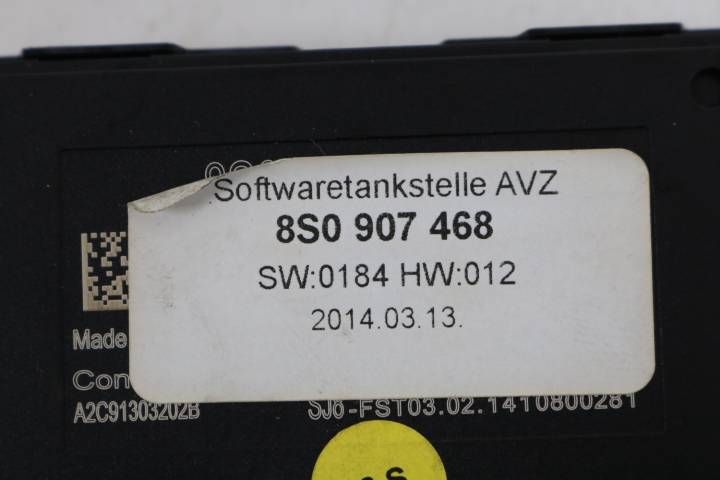 Softwaretankstelle AVZ
8S0 907 468
SW:0184 HW:012
2014.03.13.
Made
Con
A2C91303202B
SJ6-FST03.02.1410800281